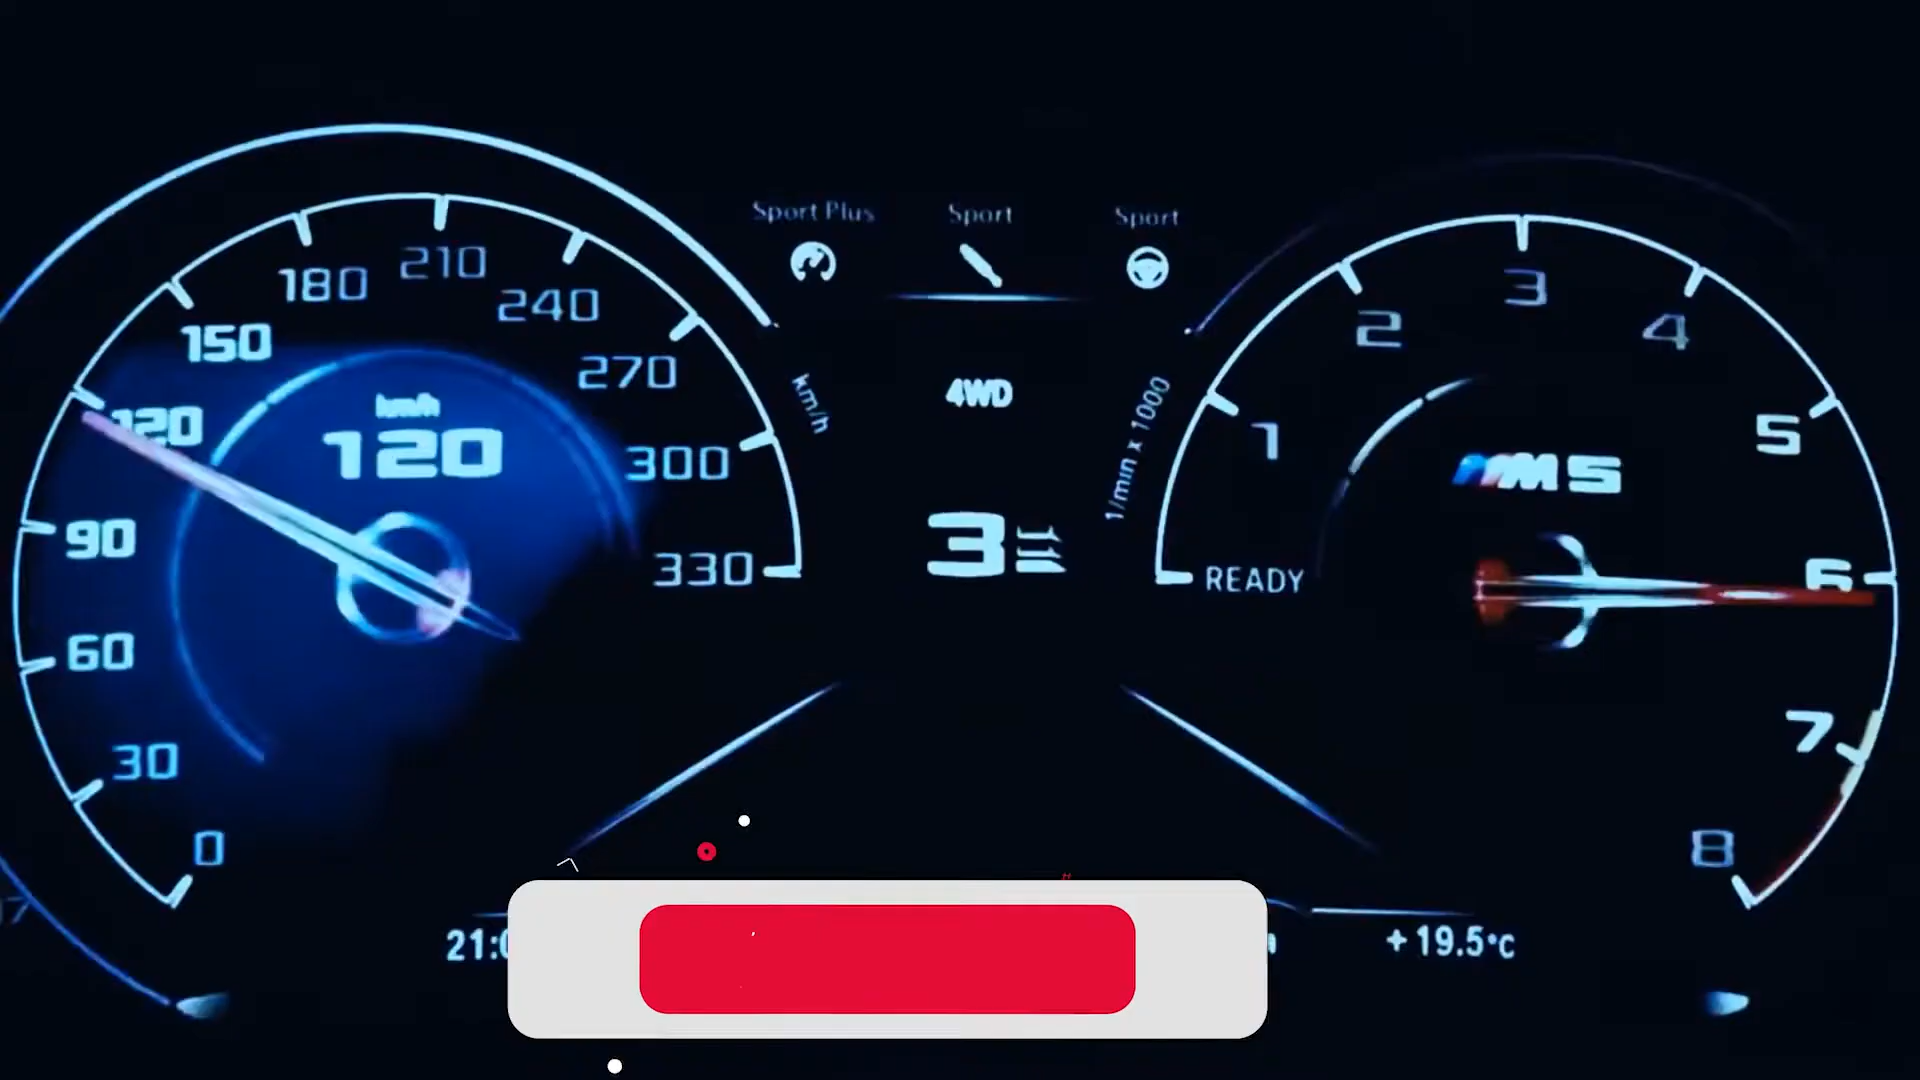 Sport Plus
Sport
Sport
km/h
120
0
30
60
90
120
150
180
210
240
270
300
330
km/h
4WD
3
1/min x 1000
READY
1
2
3
4
5
6
7
8
M5
+19.5°C